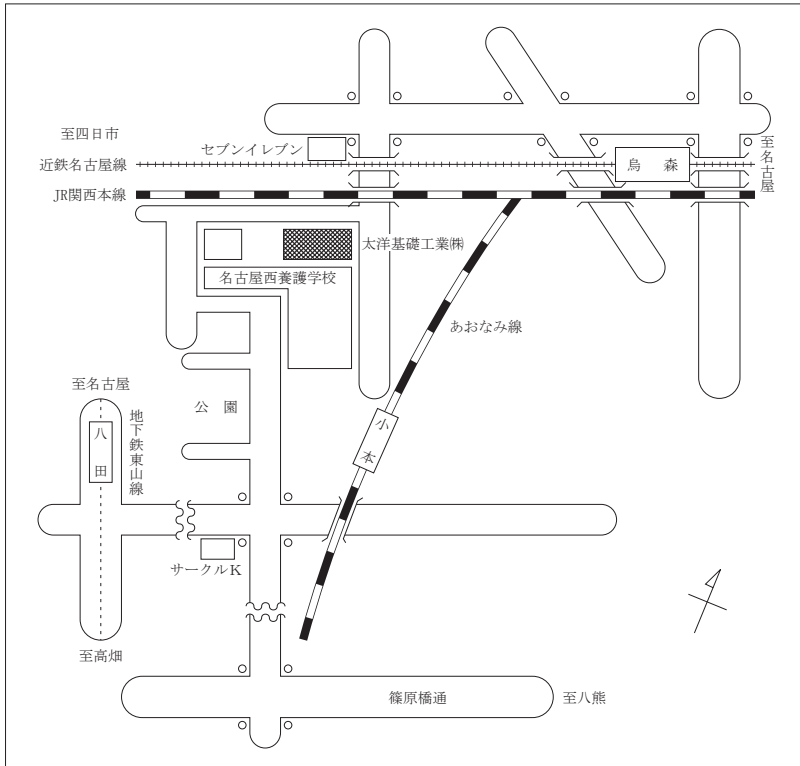 至四日市
セブンイレブン
近鉄名古屋線
烏森
至名古屋
JR関西本線
太洋基礎工業㈱
名古屋西養護学校
あおなみ線
至名古屋
公園
小本
八田
地下鉄東山線
サークルK
至高畑
篠原橋通
至八熊